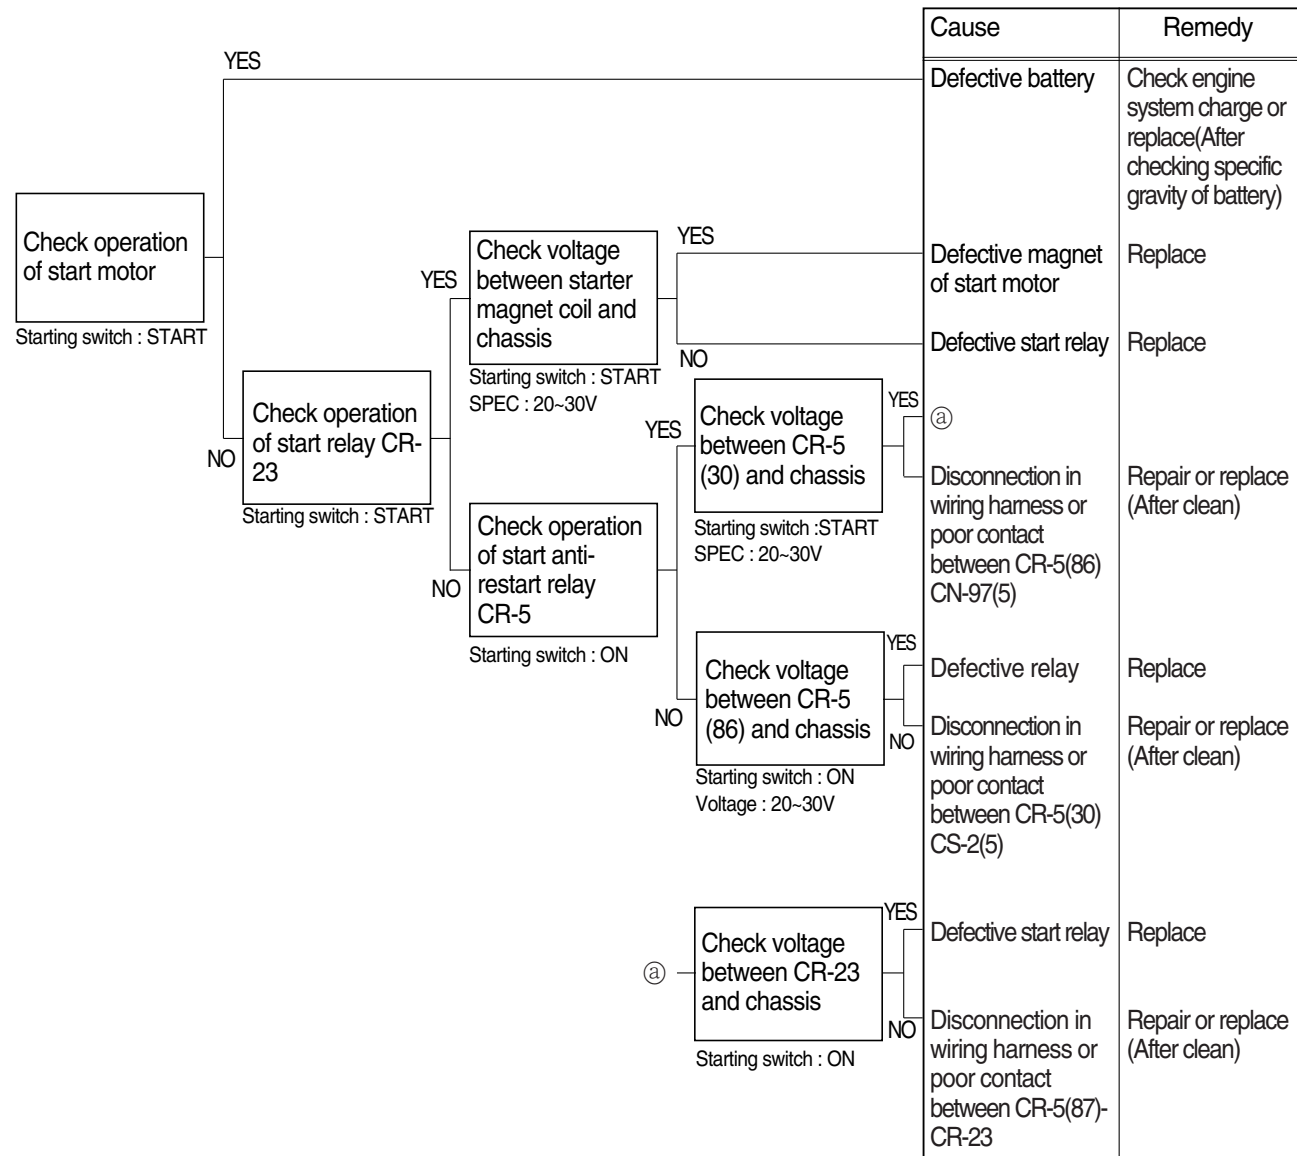 Cause
Remedy
YES
Defective battery
Check engine
system charge or
replace(After
checking specific
gravity of battery)
Check operation
of start motor
Starting switch : START
YES
Check voltage
between starter
magnet coil and
chassis
Starting switch : START
SPEC : 20~30V
YES
Defective magnet
of start motor
Replace
NO
Defective start relay
Replace
NO
Check operation
of start relay CR-
23
Starting switch : START
YES
Check voltage
between CR-5
(30) and chassis
Starting switch :START
SPEC : 20~30V
YES
ⓐ
Disconnection in
wiring harness or
poor contact
between CR-5(86)
CN-97(5)
Repair or replace
(After clean)
NO
Check operation
of start anti-
restart relay
CR-5
Starting switch : ON
NO
Check voltage
between CR-5
(86) and chassis
Starting switch : ON
Voltage : 20~30V
YES
Defective relay
Replace
NO
Disconnection in
wiring harness or
poor contact
between CR-5(30)
CS-2(5)
Repair or replace
(After clean)
ⓐ
Check voltage
between CR-23
and chassis
Starting switch : ON
YES
Defective start relay
Replace
NO
Disconnection in
wiring harness or
poor contact
between CR-5(87)-
CR-23
Repair or replace
(After clean)